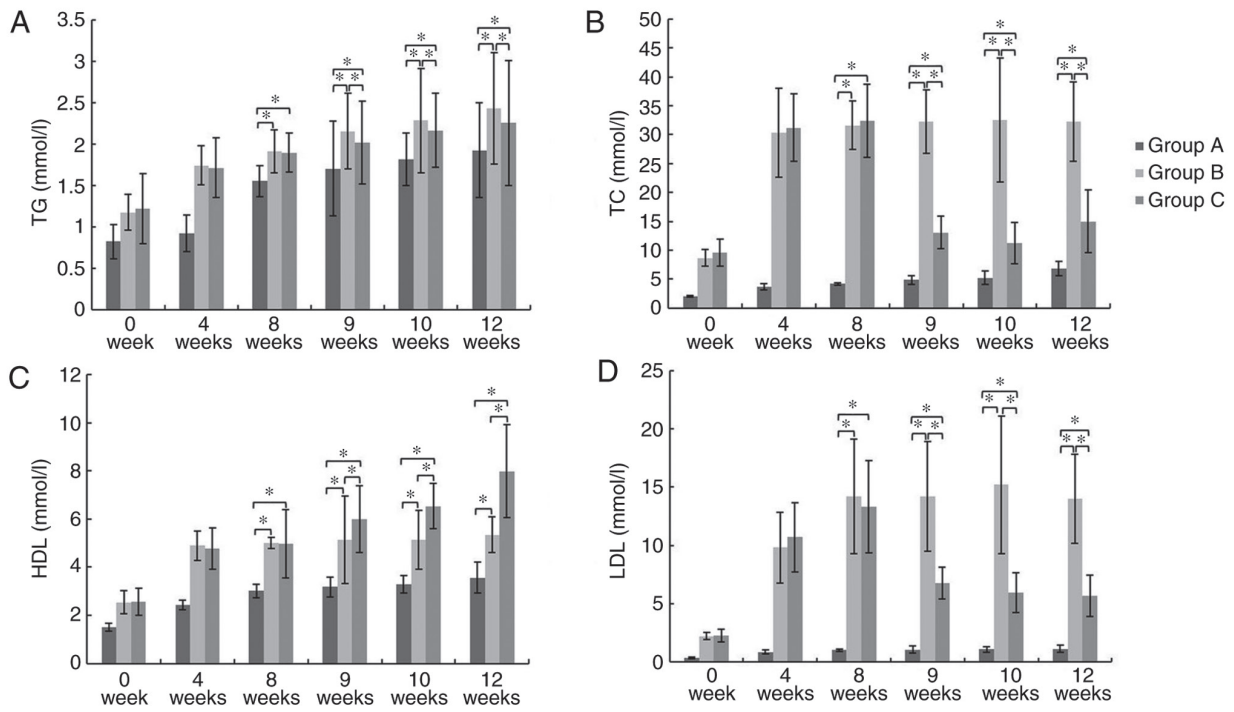 A
TG (mmol/l)
3.5
3
2.5
2
1.5
1
0.5
0
* * * * * * * * * * * *
0 4 8 9 10 12
week weeks weeks weeks weeks weeks
B
TC (mmol/l)
50
45
40
35
30
25
20
15
10
5
0
* * * * * * * * * * *
0 4 8 9 10 12
week weeks weeks weeks weeks weeks
Group A
Group B
Group C
C
HDL (mmol/l)
12
10
8
6
4
2
0
* * * * * * * * * * *
0 4 8 9 10 12
week weeks weeks weeks weeks weeks
D
LDL (mmol/l)
25
20
15
10
5
0
* * * * * * * * * * *
0 4 8 9 10 12
week weeks weeks weeks weeks weeks